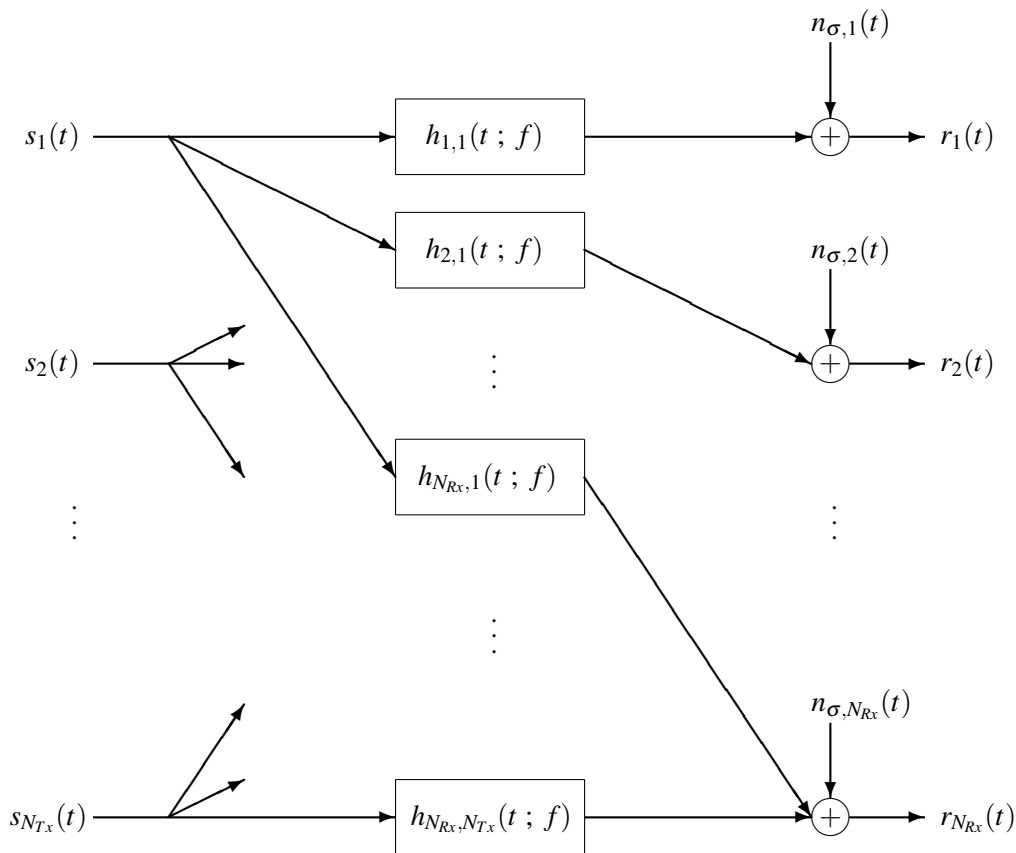 n_{σ,1}(t)
s_1(t) h_{1,1}(t ; f) + r_1(t)
h_{2,1}(t ; f) n_{σ,2}(t)
s_2(t) ⋮ + r_2(t)
h_{N_{Rx},1}(t ; f)
⋮ ⋮
⋮
n_{σ,N_{Rx}}(t)
s_{N_{Tx}}(t) h_{N_{Rx},N_{Tx}}(t ; f) + r_{N_{Rx}}(t)